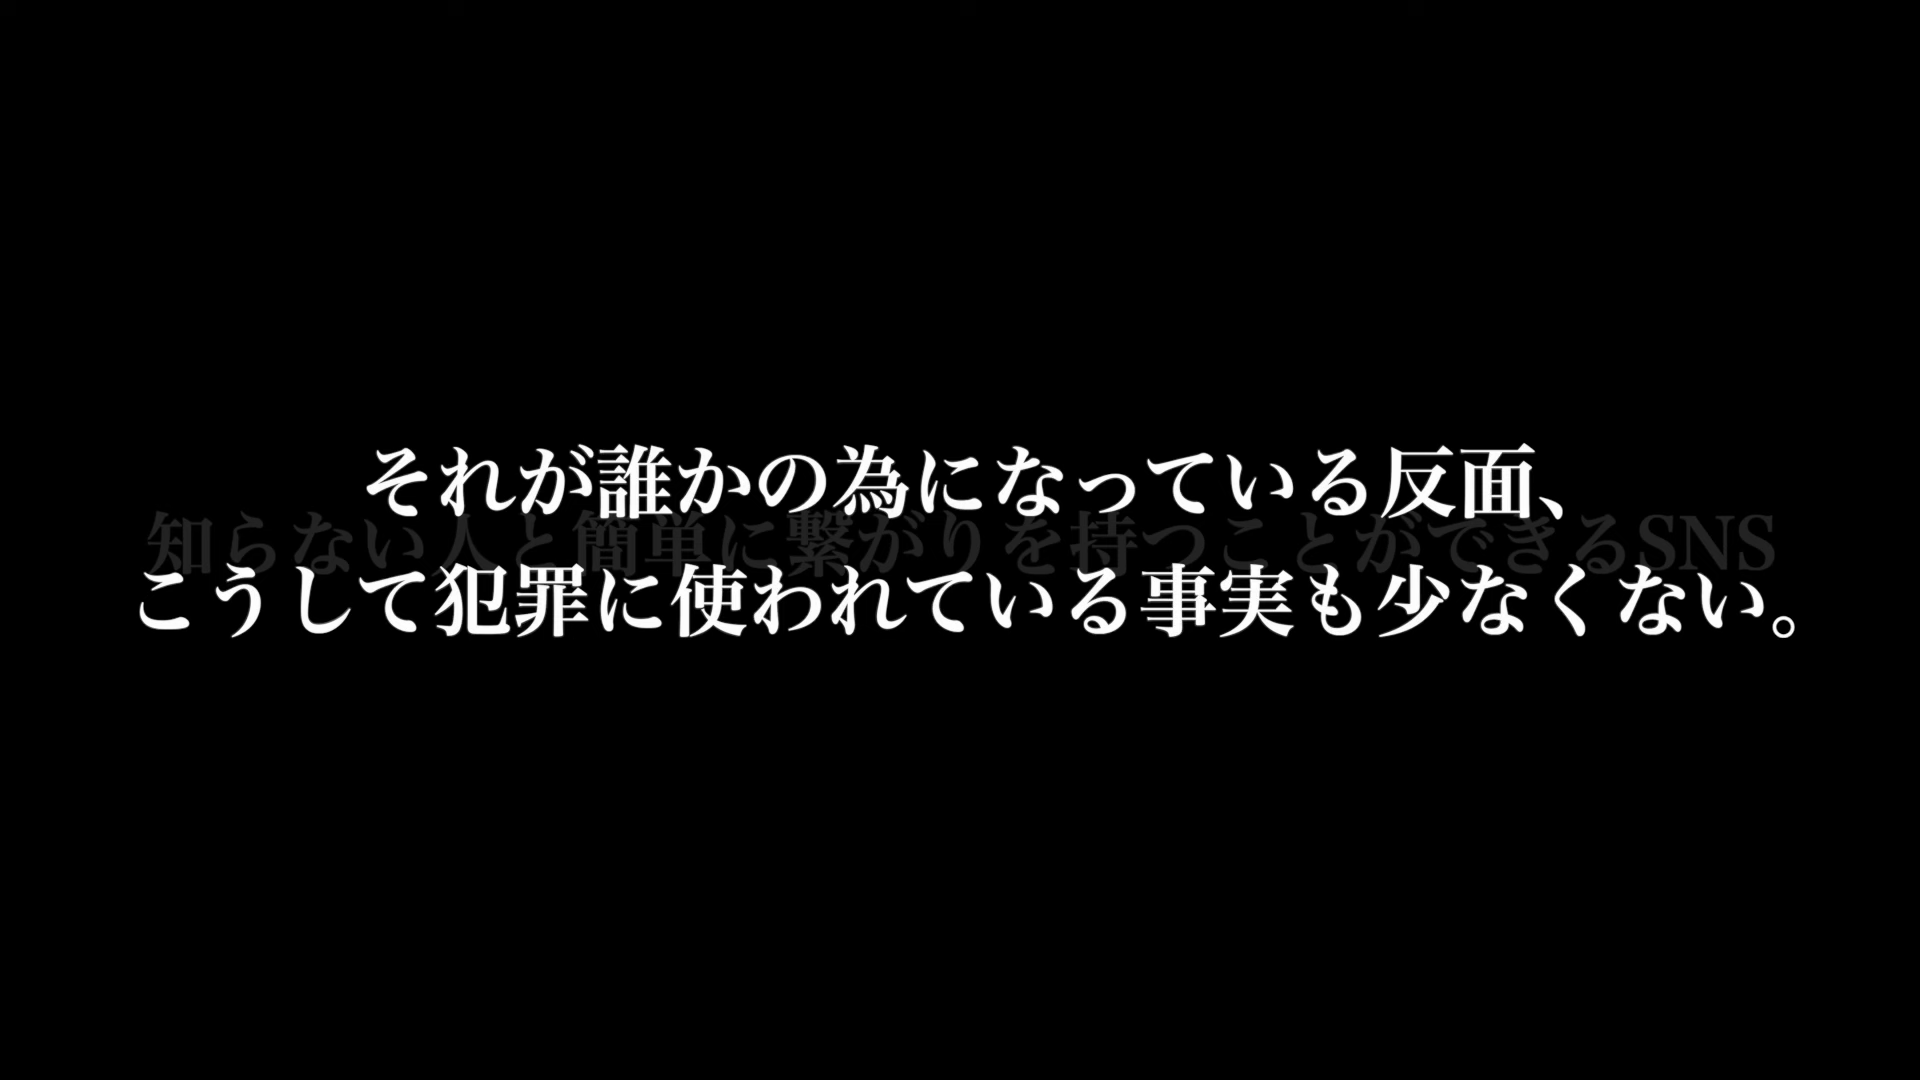 それが誰かの為になっている反面、
知らない人と簡単に繋がりを持つことができるSNS
こうして犯罪に使われている事実も少なくない。